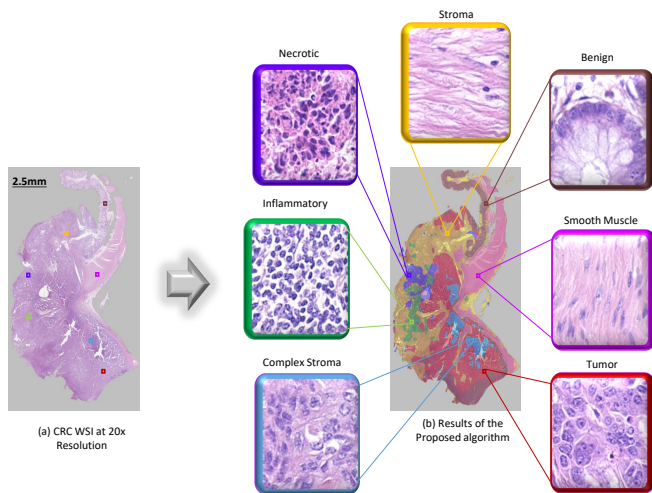 Stroma
Necrotic
Benign
2.5mm
Inflammatory
Smooth Muscle
Complex Stroma
Tumor
(a) CRC WSI at 20x
Resolution
(b) Results of the
Proposed algorithm